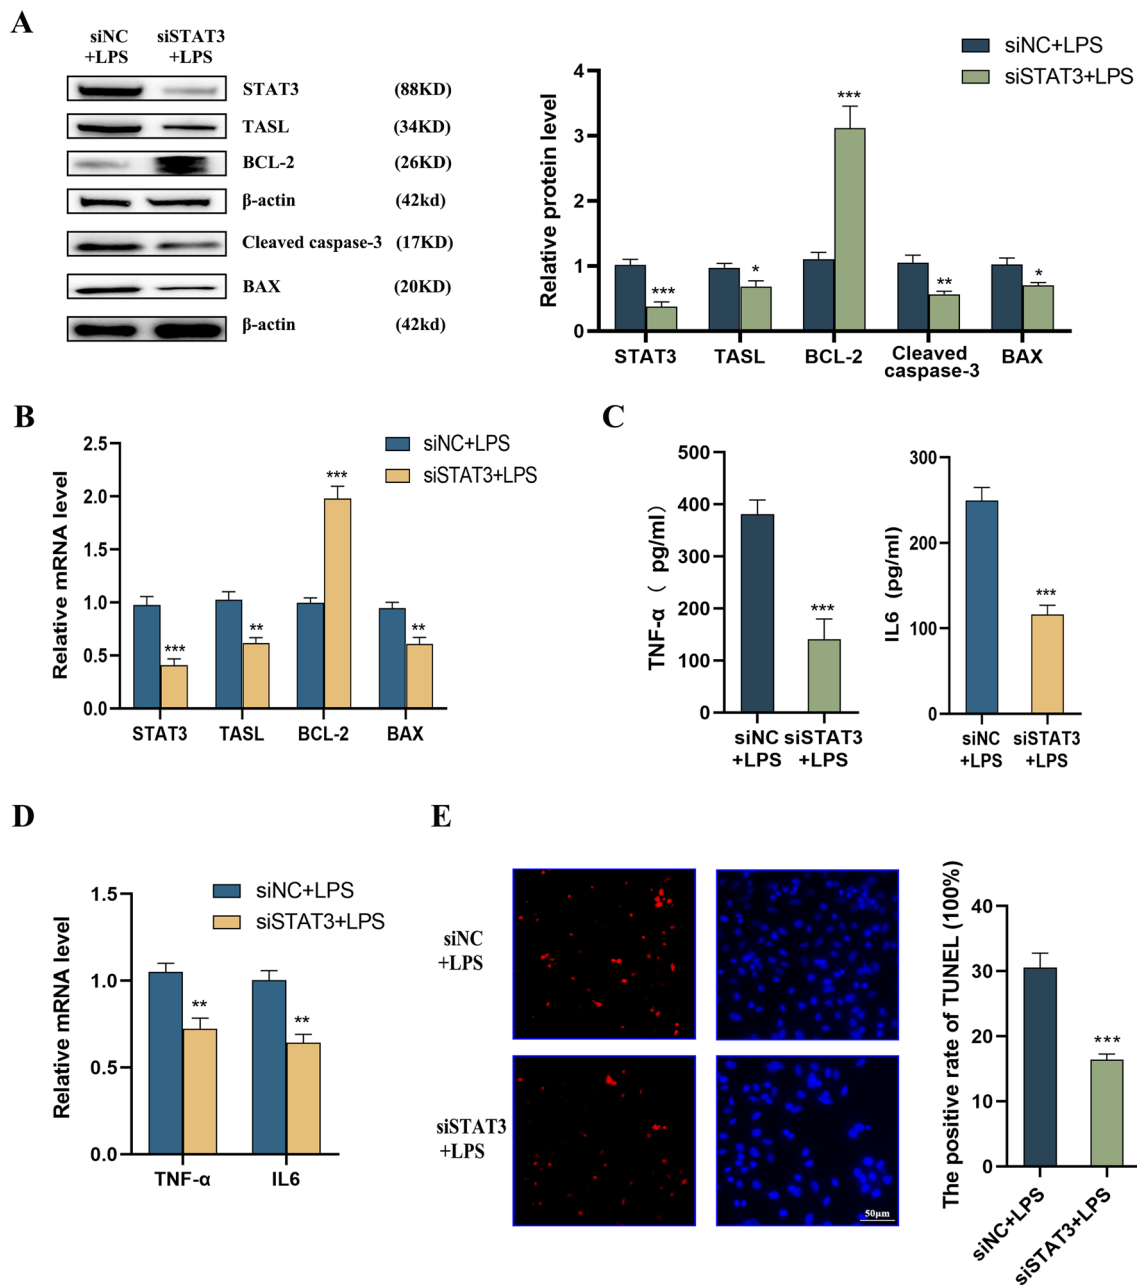 A
siNC siSTAT3
+LPS +LPS
STAT3 (88KD)
TASL (34KD)
BCL-2 (26KD)
β-actin (42kd)
Cleaved caspase-3 (17KD)
BAX (20KD)
β-actin (42kd)
siNC+LPS
siSTAT3+LPS
Relative protein level
4
3
2
1
0
***
*
***
**
*
STAT3 TASL BCL-2 Cleaved caspase-3 BAX
B
siNC+LPS
siSTAT3+LPS
Relative mRNA level
2.5
2.0
1.5
1.0
0.5
0.0
***
**
***
**
STAT3 TASL BCL-2 BAX
C
TNF-α ( pg/ml)
500
400
300
200
100
0
***
siNC siSTAT3
+LPS +LPS
IL6 (pg/ml)
300
200
100
0
***
siNC siSTAT3
+LPS +LPS
D
siNC+LPS
siSTAT3+LPS
Relative mRNA level
1.5
1.0
0.5
0.0
**
**
TNF-α IL6
E
siNC
+LPS
siSTAT3
+LPS
50μm
The positive rate of TUNEL (100%)
40
30
20
10
0
***
siNC+LPS
siSTAT3+LPS